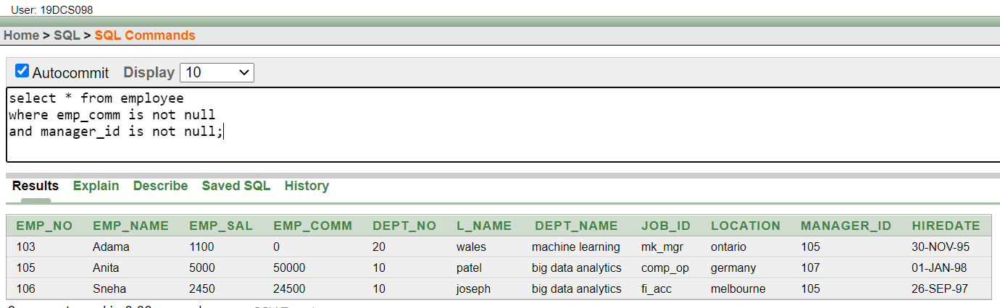 User: 19DCS098
Home > SQL > SQL Commands
Autocommit Display 10
select * from employee
where emp_comm is not null
and manager_id is not null;
Results Explain Describe Saved SQL History
EMP_NO EMP_NAME EMP_SAL EMP_COMM DEPT_NO L_NAME DEPT_NAME JOB_ID LOCATION MANAGER_ID HIREDATE
103 Adama 1100 0 20 wales machine learning mk_mgr ontario 105 30-NOV-95
105 Anita 5000 50000 10 patel big data analytics comp_op germany 107 01-JAN-98
106 Sneha 2450 24500 10 joseph big data analytics fi_acc melbourne 105 26-SEP-97